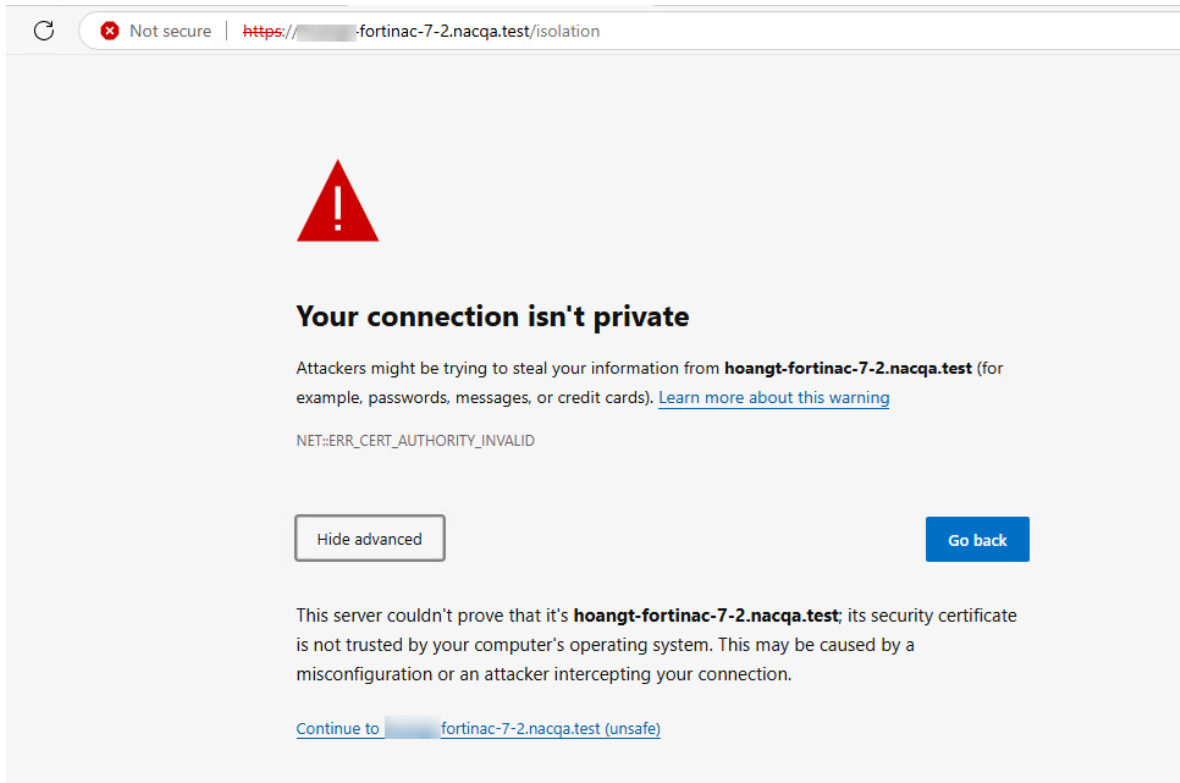 Not secure | https:// -fortinac-7-2.nacqa.test/isolation
Your connection isn't private
Attackers might be trying to steal your information from hoangt-fortinac-7-2.nacqa.test (for
example, passwords, messages, or credit cards). Learn more about this warning
NET::ERR_CERT_AUTHORITY_INVALID
Hide advanced
Go back
This server couldn't prove that it's hoangt-fortinac-7-2.nacqa.test; its security certificate
is not trusted by your computer's operating system. This may be caused by a
misconfiguration or an attacker intercepting your connection.
Continue to fortinac-7-2.nacqa.test (unsafe)